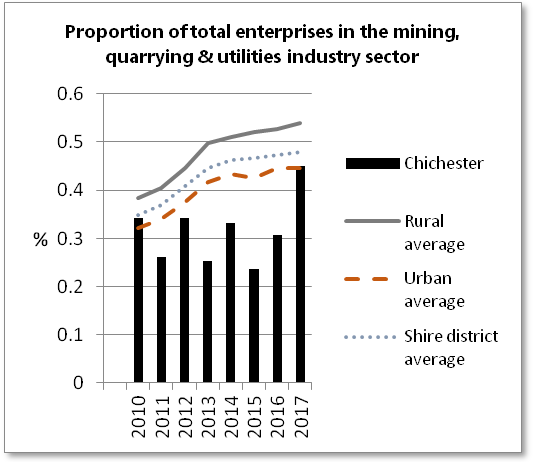 Proportion of total enterprises in the mining,
quarrying & utilities industry sector
0.6
0.5
0.4
0.3
0.2
0.1
0
%
2010
2011
2012
2013
2014
2015
2016
2017
Chichester
Rural
average
Urban
average
Shire district
average